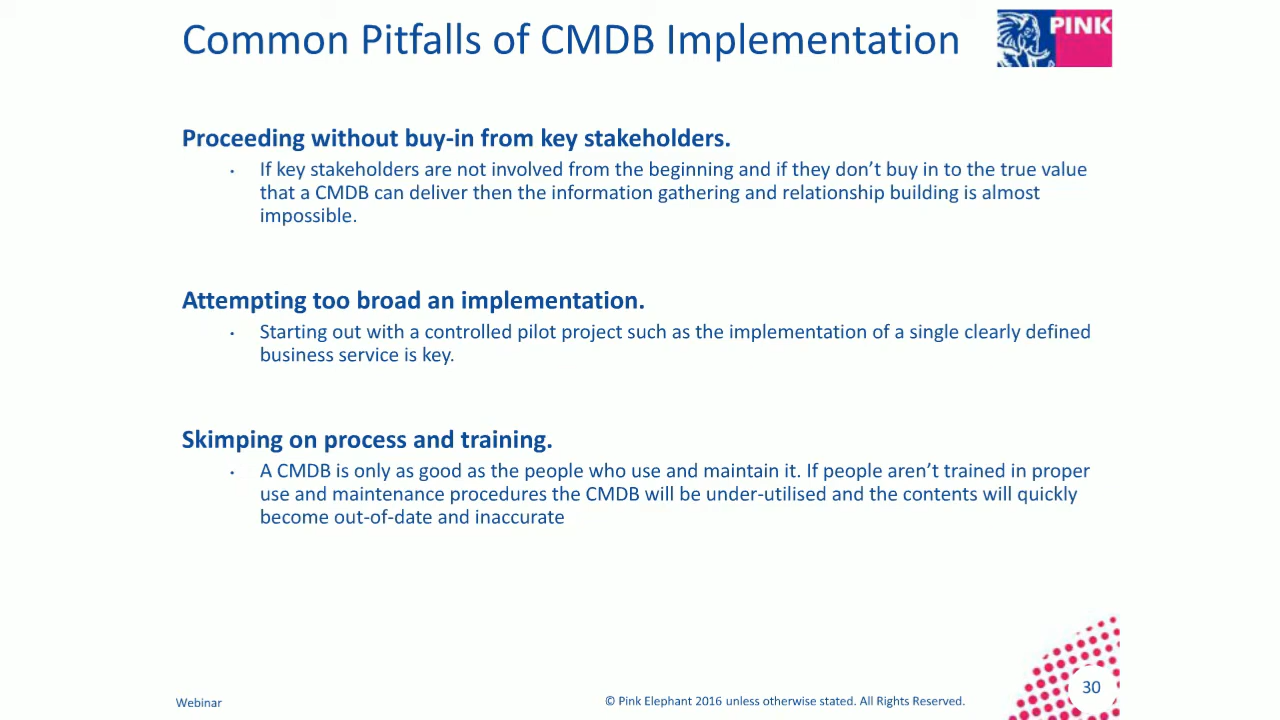 Common Pitfalls of CMDB Implementation
PINK
Proceeding without buy-in from key stakeholders.
• If key stakeholders are not involved from the beginning and if they don’t buy in to the true value
that a CMDB can deliver then the information gathering and relationship building is almost
impossible.
Attempting too broad an implementation.
• Starting out with a controlled pilot project such as the implementation of a single clearly defined
business service is key.
Skimping on process and training.
• A CMDB is only as good as the people who use and maintain it. If people aren’t trained in proper
use and maintenance procedures the CMDB will be under-utilised and the contents will quickly
become out-of-date and inaccurate
Webinar
© Pink Elephant 2016 unless otherwise stated. All Rights Reserved.
30